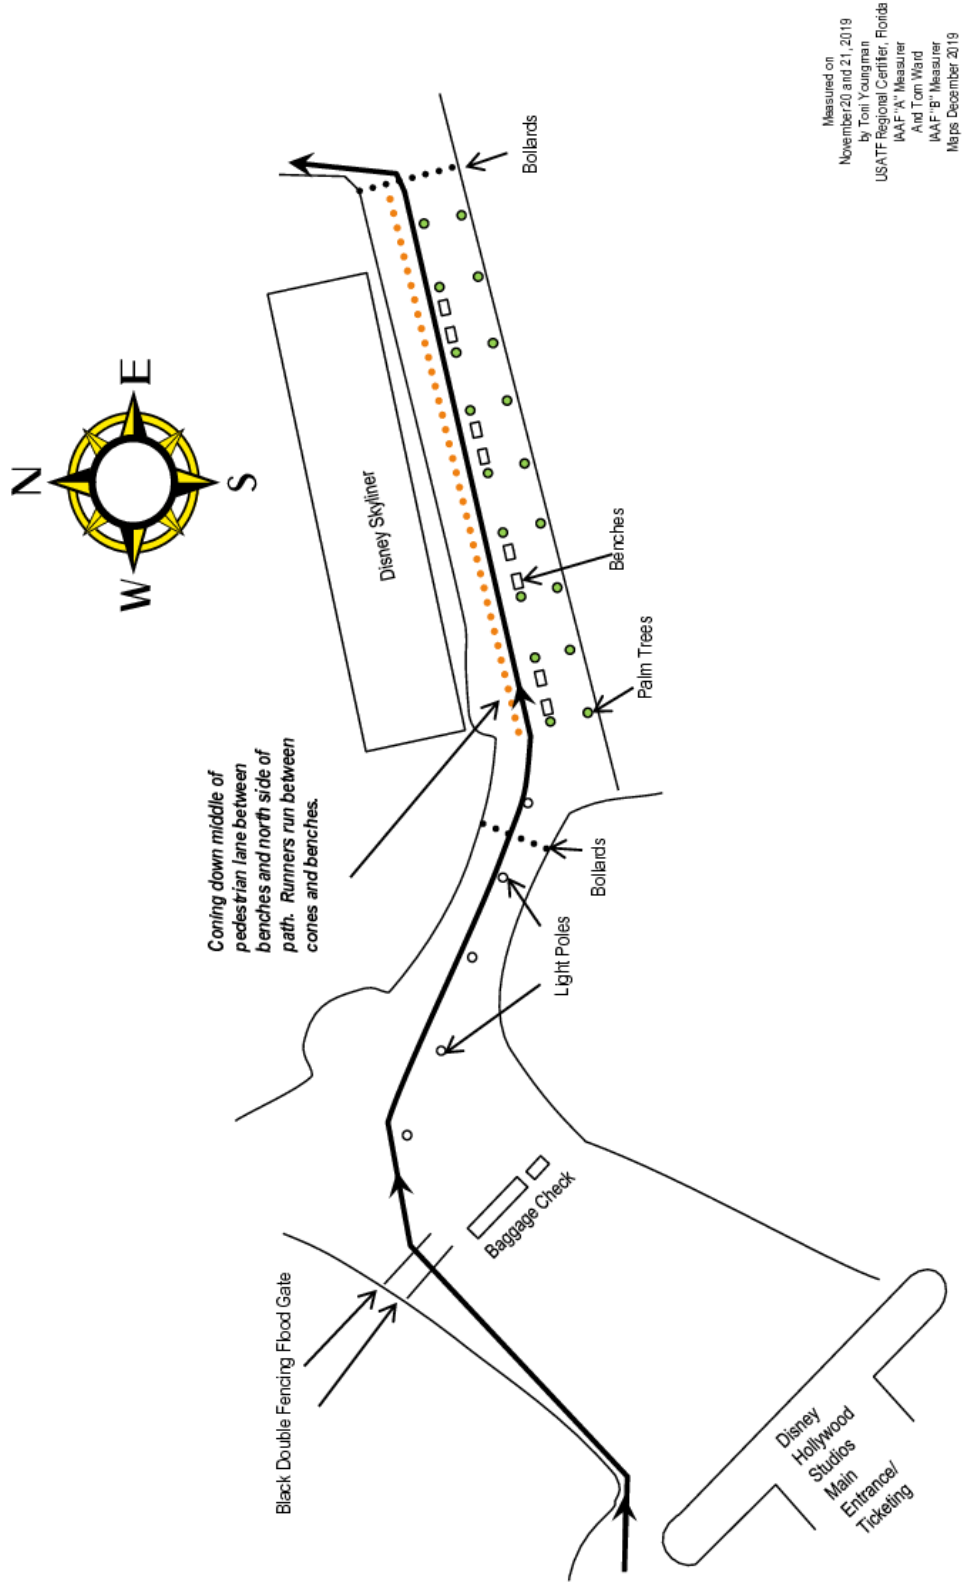 N
E
S
W
Measured on
November 20 and 21, 2019
by Toni Youngman
USATF Regional Certifier, Florida
IAAF "A" Measurer
And Tom Ward
IAAF "B" Measurer
Maps December 2019
Bollards
Disney Skyliner
Benches
Palm Trees
Coning down middle of
pedestrian lane between
benches and north side of
path. Runners run between
cones and benches.
Bollards
Light Poles
Baggage Check
Black Double Fencing Flood Gate
Disney
Hollywood
Studios
Main
Entrance/
Ticketing